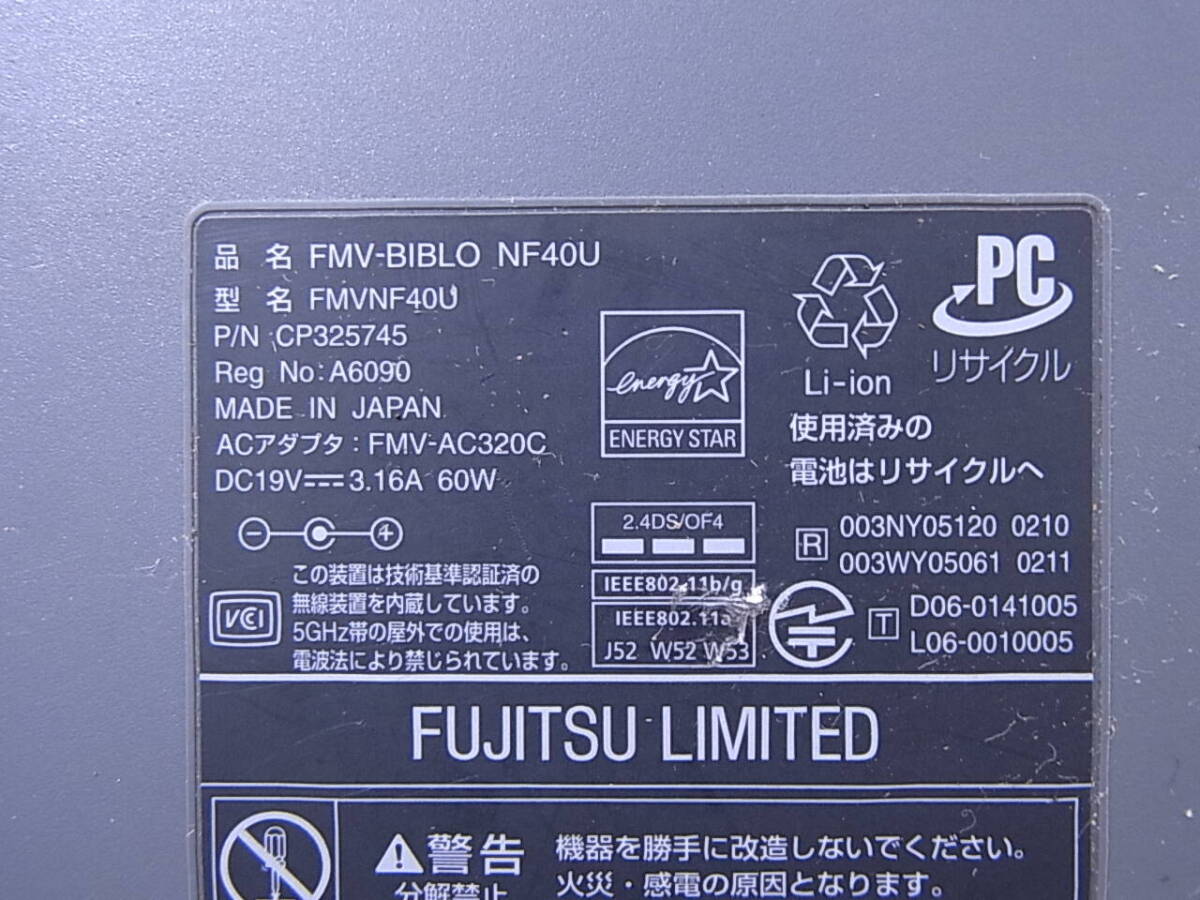 品 名 FMV-BIBLO NF40U
型 名 FMVNF40U
P/N CP325745
Reg No:A6090
MADE IN JAPAN
ACアダプタ:FMV-AC320C
DC19V⎓3.16A 60W
energy
ENERGY STAR
Li-ion
PC
リサイクル
使用済みの
電池はリサイクルへ
2.4DS/OF4
IEEE802.11b/g
IEEE802.11a
J52 W52 W53
R 003NY05120 0210
003WY05061 0211
T D06-0141005
L06-0010005
VCI
この装置は技術基準認証済の
無線装置を内蔵しています。
5GHz帯の屋外での使用は、
電波法により禁じられています。
FUJITSU LIMITED
警告
分解禁止
機器を勝手に改造しないでください。
火災・感電の原因となります。